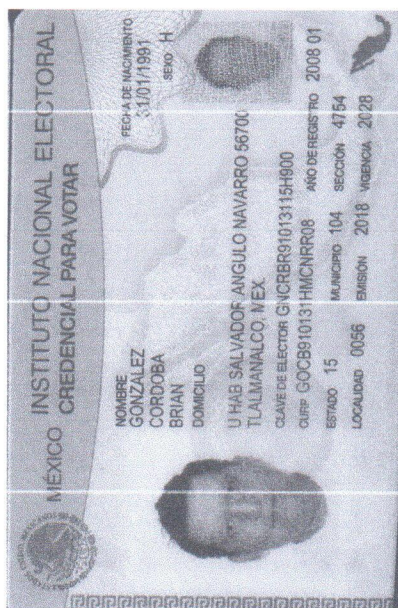 MÉXICO INSTITUTO NACIONAL ELECTORAL
CREDENCIAL PARA VOTAR
NOMBRE
GONZALEZ
CORDOBA
BRIAN
FECHA DE NACIMIENTO
31/01/1991
SEXO H
DOMICILIO
U HAB SALVADOR ANGULO NAVARRO 56700
TLALMANALCO, MEX.
CLAVE DE ELECTOR GNCRBR91013115H900
CURP GOCB910131HMCNRR08
AÑO DE REGISTRO 2008 01
ESTADO 15
MUNICIPIO 104
SECCIÓN 4754
LOCALIDAD 0056
EMISIÓN 2018
VIGENCIA 2028